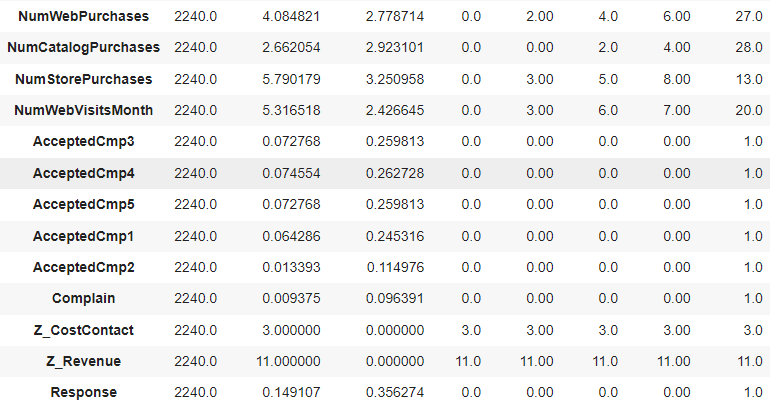 NumWebPurchases 2240.0 4.084821 2.778714 0.0 2.00 4.0 6.00 27.0
NumCatalogPurchases 2240.0 2.662054 2.923101 0.0 0.00 2.0 4.00 28.0
NumStorePurchases 2240.0 5.790179 3.250958 0.0 3.00 5.0 8.00 13.0
NumWebVisitsMonth 2240.0 5.316518 2.426645 0.0 3.00 6.0 7.00 20.0
AcceptedCmp3 2240.0 0.072768 0.259813 0.0 0.00 0.0 0.00 1.0
AcceptedCmp4 2240.0 0.074554 0.262728 0.0 0.00 0.0 0.00 1.0
AcceptedCmp5 2240.0 0.072768 0.259813 0.0 0.00 0.0 0.00 1.0
AcceptedCmp1 2240.0 0.064286 0.245316 0.0 0.00 0.0 0.00 1.0
AcceptedCmp2 2240.0 0.013393 0.114976 0.0 0.00 0.0 0.00 1.0
Complain 2240.0 0.009375 0.096391 0.0 0.00 0.0 0.00 1.0
Z_CostContact 2240.0 3.000000 0.000000 3.0 3.00 3.0 3.00 3.0
Z_Revenue 2240.0 11.000000 0.000000 11.0 11.00 11.0 11.00 11.0
Response 2240.0 0.149107 0.356274 0.0 0.00 0.0 0.00 1.0